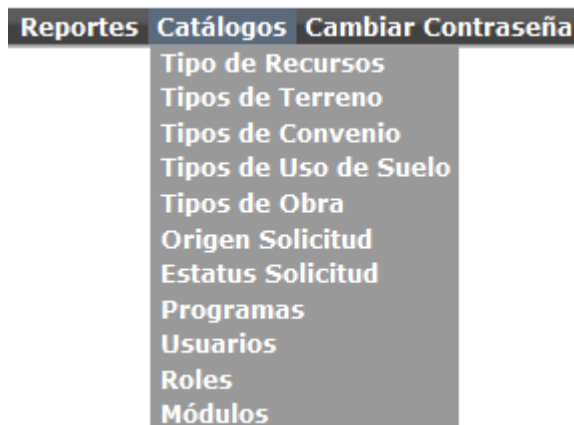 Reportes Catálogos Cambiar Contraseña
Tipo de Recursos
Tipos de Terreno
Tipos de Convenio
Tipos de Uso de Suelo
Tipos de Obra
Origen Solicitud
Estatus Solicitud
Programas
Usuarios
Roles
Módulos